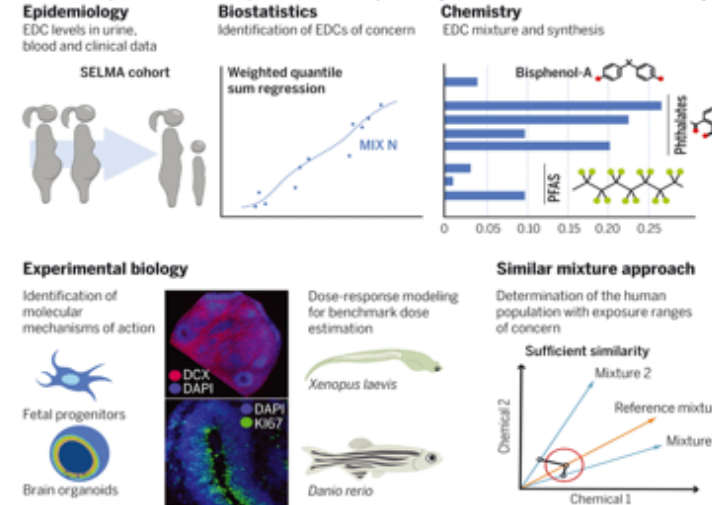 Epidemiology
EDC levels in urine,
blood and clinical data
SELMA cohort
Biostatistics
Identification of EDCs of concern
Weighted quantile
sum regression
MIX N
Chemistry
EDC mixture and synthesis
Bisphenol-A
Phthalates
PFAS
0 0.05 0.10 0.15 0.20 0.25
Experimental biology
Identification of
molecular
mechanisms of action
Fetal progenitors
Brain organoids
DCX
DAPI
DAPI
KI67
Dose-response modeling
for benchmark dose
estimation
Xenopus laevis
Danio rerio
Similar mixture approach
Determination of the human
population with exposure ranges
of concern
Sufficient similarity
Chemical 2
Mixture 2
Reference mixtu
Mixture
Chemical 1